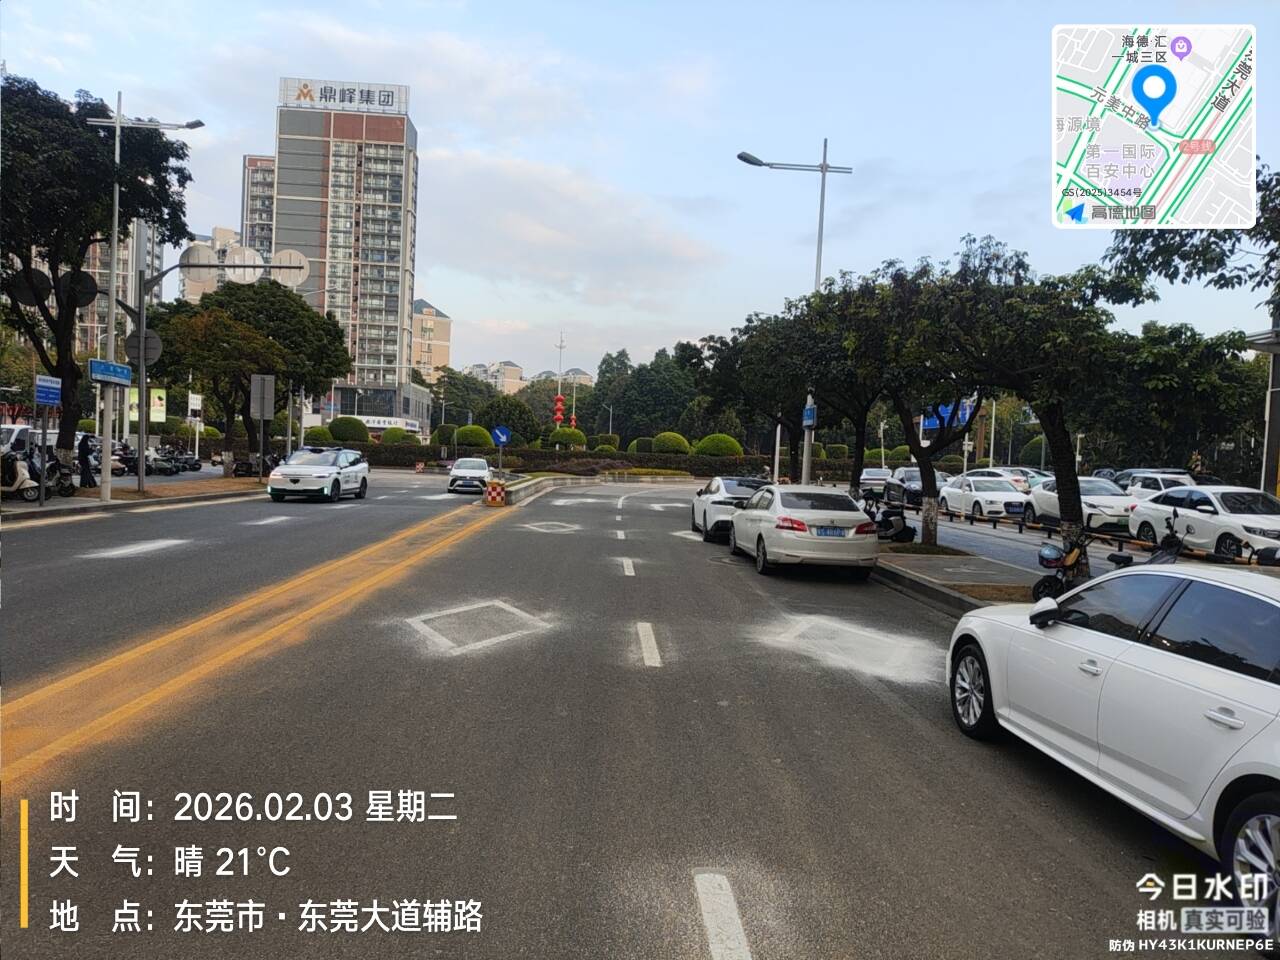 鼎峰集团
海德·汇
一城三区
东莞大道
元美中路
海源境
2号线
第一国际
百安中心
GS(2025)3454号
高德地图
时 间：2026.02.03 星期二
天 气：晴 21°C
地 点：东莞市·东莞大道辅路
今日水印
相机 真实可验
防伪 HY43K1KURNEP6E